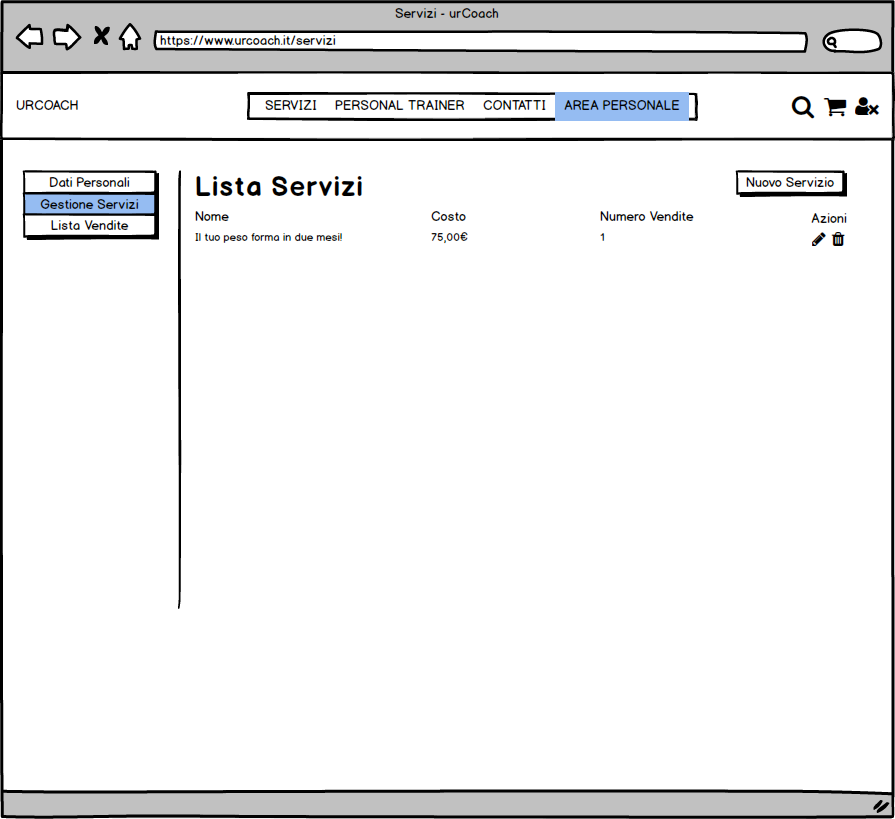 Servizi - urCoach
https://www.urcoach.it/servizi
URCOACH
SERVIZI PERSONAL TRAINER CONTATTI AREA PERSONALE
Dati Personali
Gestione Servizi
Lista Vendite
Lista Servizi
Nuovo Servizio
Nome Costo Numero Vendite Azioni
Il tuo peso forma in due mesi! 75,00€ 1